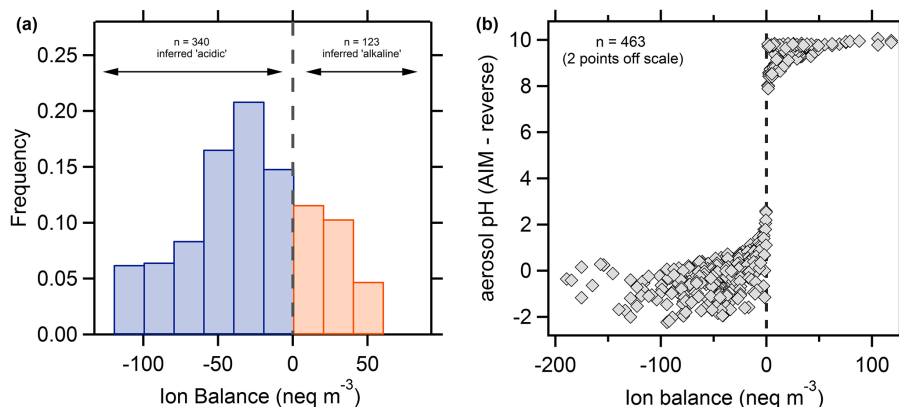 (a)
n = 340
inferred 'acidic'
n = 123
inferred 'alkaline'
0.25
0.20
0.15
0.10
0.05
0.00
Frequency
-100
-50
0
50
Ion Balance (neq m⁻³)
(b)
n = 463
(2 points off scale)
10
8
6
4
2
0
-2
aerosol pH (AIM - reverse)
-200
-100
0
100
Ion balance (neq m⁻³)